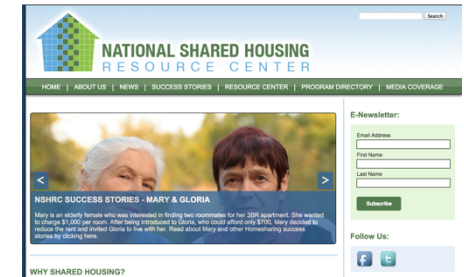 Search
NATIONAL SHARED HOUSING
RESOURCE CENTER
HOME | ABOUT US | NEWS | SUCCESS STORIES | RESOURCE CENTER | PROGRAM DIRECTORY | MEDIA COVERAGE
<
>
NSHRC SUCCESS STORIES - MARY & GLORIA
Mary is an elderly female who was interested in finding two roommates for her 3BR apartment. She wanted
to charge $1,000 per room. After being introduced to Gloria, who could afford only $700, Mary decided to
reduce the rent and invited Gloria to live with her. Read about Mary and other Homesharing success
stories by clicking here.
WHY SHARED HOUSING?
E-Newsletter:
Email Address
First Name
Last Name
Subscribe
Follow Us:
f
t